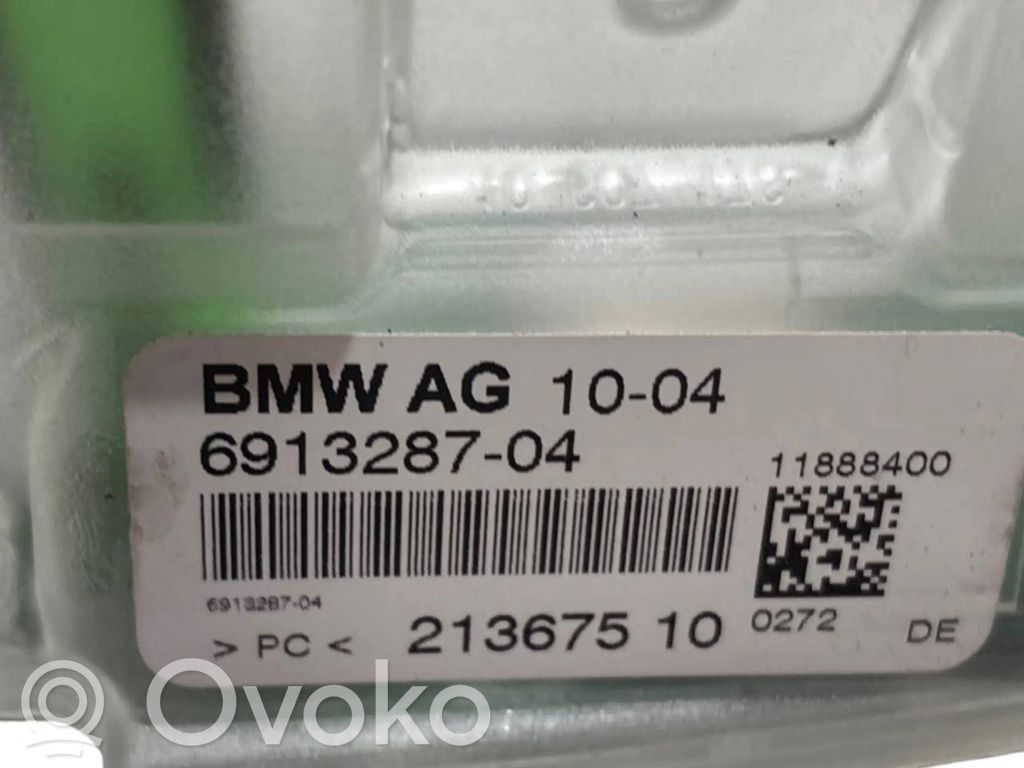 BMW AG 10-04
6913287-04
11888400
6913287-04
> PC < 213675 10
0272 DE
Ovoko